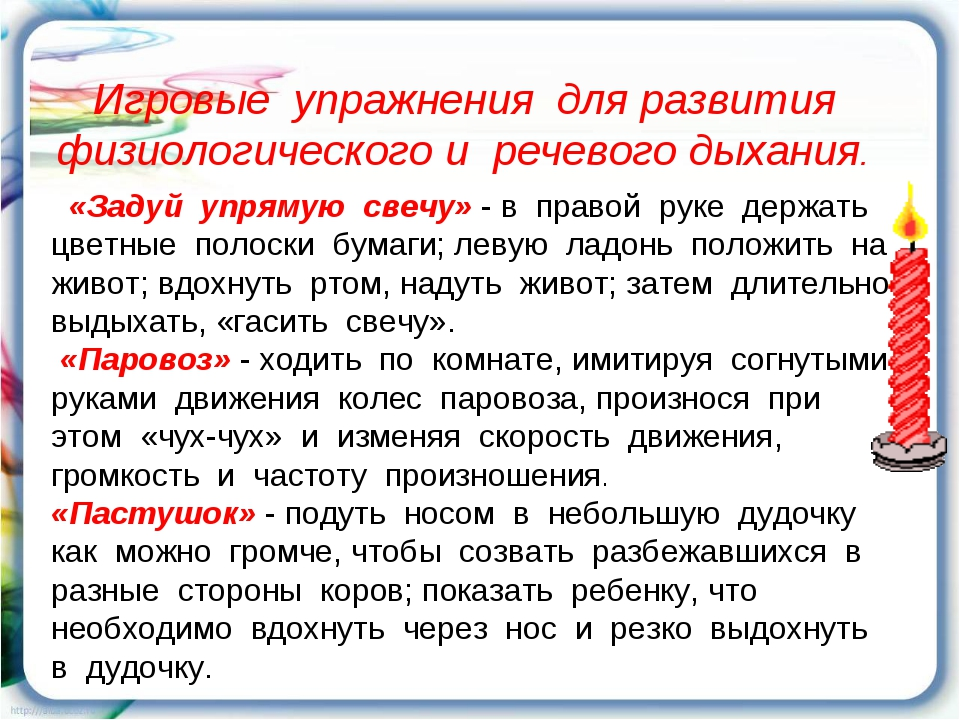 Игровые упражнения для развития
физиологического и речевого дыхания.
«Задуй упрямую свечу» - в правой руке держать
цветные полоски бумаги; левую ладонь положить на
живот; вдохнуть ртом, надуть живот; затем длительно
выдыхать, «гасить свечу».
«Паровоз» - ходить по комнате, имитируя согнутыми
руками движения колес паровоза, произнося при
этом «чух-чух» и изменяя скорость движения,
громкость и частоту произношения.
«Пастушок» - подуть носом в небольшую дудочку
как можно громче, чтобы созвать разбежавшихся в
разные стороны коров; показать ребенку, что
необходимо вдохнуть через нос и резко выдохнуть
в дудочку.